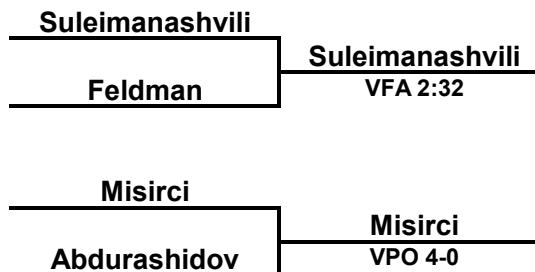 Suleimanashvili
Suleimanashvili
Feldman
VFA 2:32
Misirci
Misirci
Abdurashidov
VPO 4-0